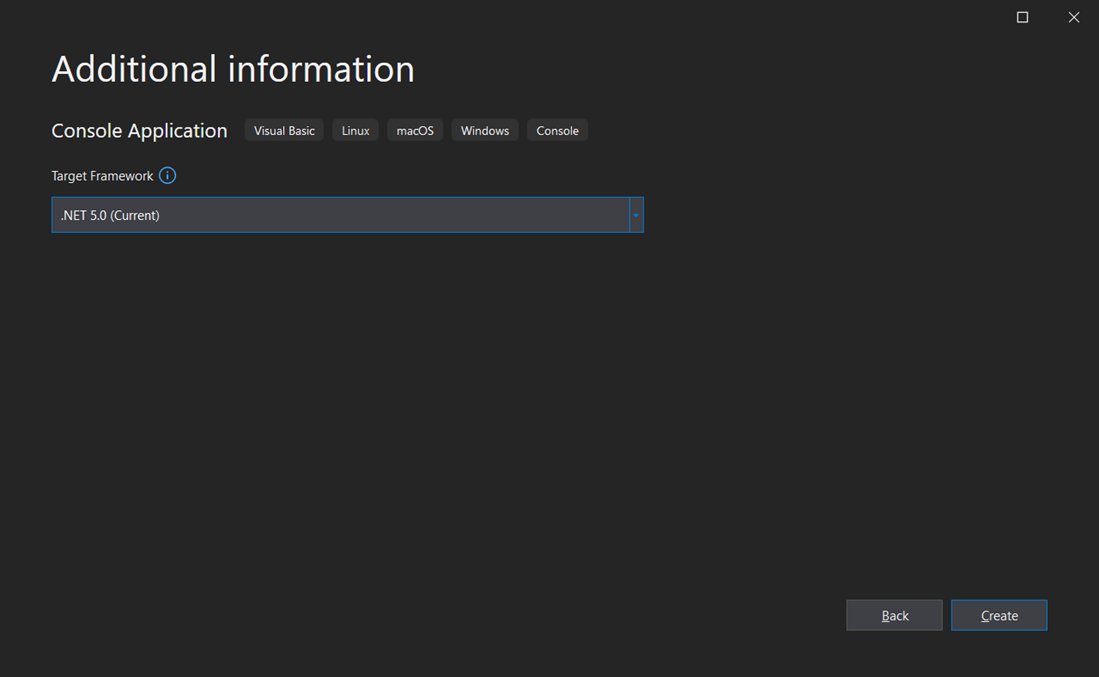 Additional information
Console Application Visual Basic Linux macOS Windows Console
Target Framework
.NET 5.0 (Current)
Back Create